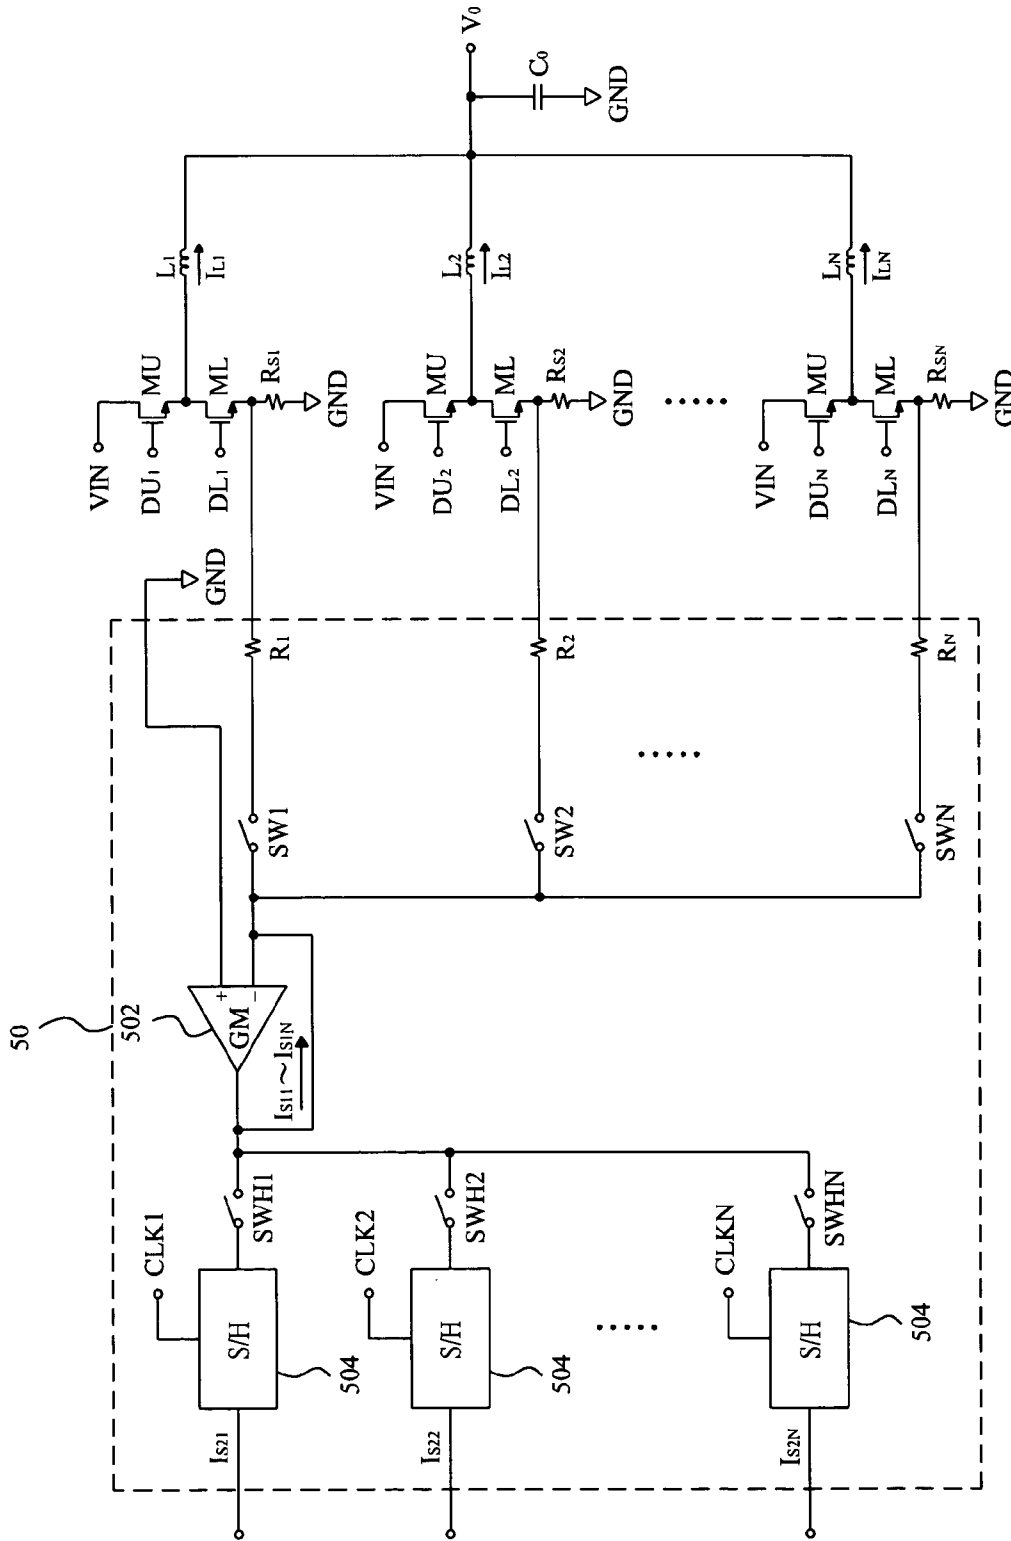 50
502
GM
+
−
IS11~IS1N
GND
VIN
DU1
DL1
MU
ML
RS1
GND
L1
IL1
R1
SW1
SWH1
CLK1
S/H
504
IS21
VIN
DU2
DL2
MU
ML
RS2
GND
L2
IL2
V0
C0
GND
R2
SW2
SWH2
CLK2
S/H
504
IS22
VIN
DUN
DLN
MU
ML
RSN
GND
LN
ILN
RN
SWN
SWHN
CLKN
S/H
504
IS2N